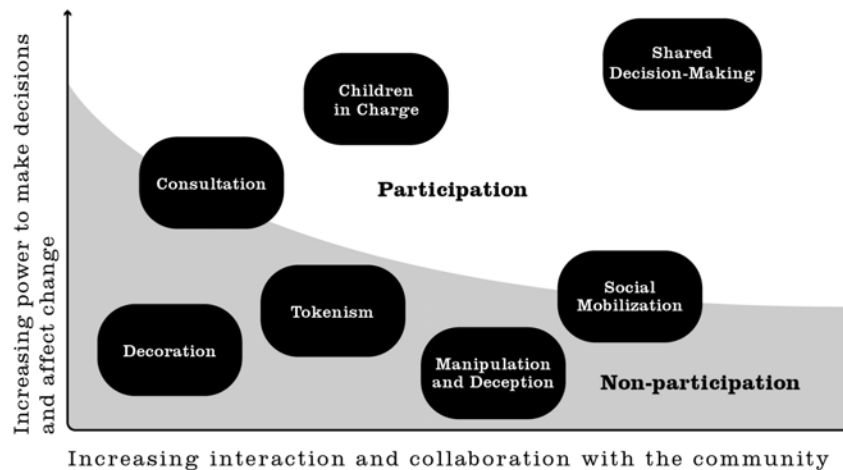 Increasing power to make decisions
and affect change
Shared
Decision-Making
Children
in Charge
Consultation
Participation
Social
Mobilization
Tokenism
Decoration
Manipulation
and Deception
Non-participation
Increasing interaction and collaboration with the community